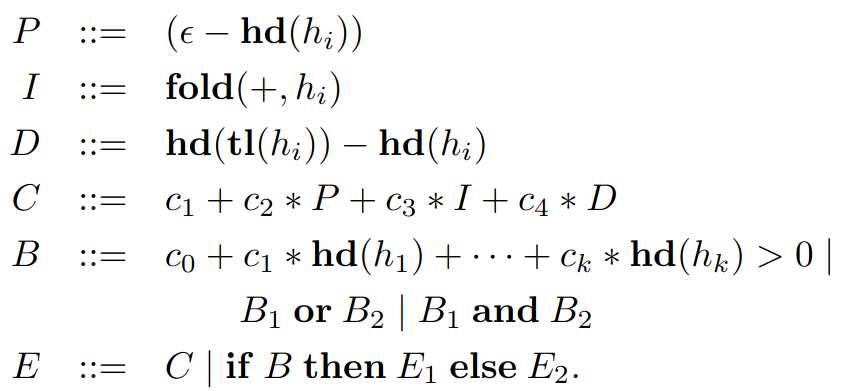 P ::= (ϵ − hd(hᵢ))
I ::= fold(+, hᵢ)
D ::= hd(tl(hᵢ)) − hd(hᵢ)
C ::= c₁ + c₂ * P + c₃ * I + c₄ * D
B ::= c₀ + c₁ * hd(h₁) + ⋯ + cₖ * hd(hₖ) > 0 |
B₁ or B₂ | B₁ and B₂
E ::= C | if B then E₁ else E₂.